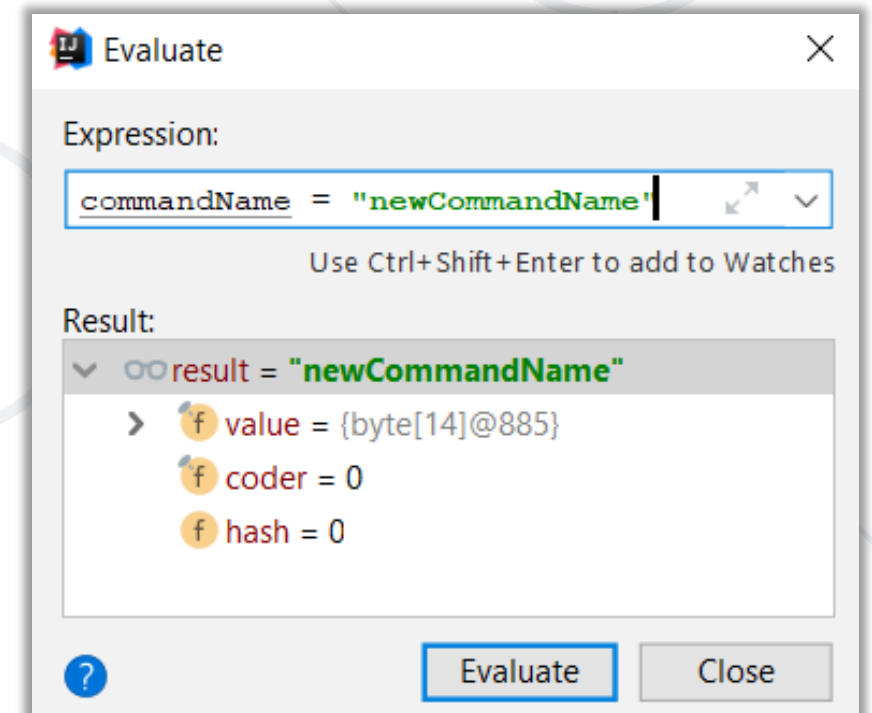 IJ
Evaluate
Expression:
commandName = "newCommandName"
Use Ctrl+Shift+Enter to add to Watches
Result:
result = "newCommandName"
f value = {byte[14]@885}
f coder = 0
f hash = 0
? Evaluate Close